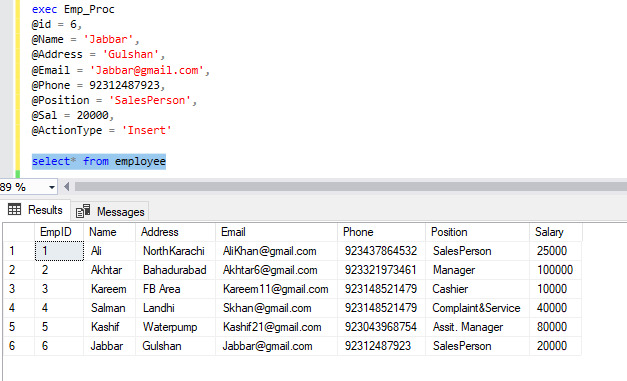 exec Emp_Proc
@id = 6,
@Name = 'Jabbar',
@Address = 'Gulshan',
@Email = 'Jabbar@gmail.com',
@Phone = 92312487923,
@Position = 'SalesPerson',
@Sal = 20000,
@ActionType = 'Insert'
select* from employee
89 %
Results Messages
EmpID Name Address Email Phone Position Salary
1 1 Ali NorthKarachi AliKhan@gmail.com 923437864532 SalesPerson 25000
2 2 Akhtar Bahadurabad Akhtar6@gmail.com 923321973461 Manager 100000
3 3 Kareem FB Area Kareem11@gmail.com 923148521479 Cashier 10000
4 4 Salman Landhi Skhan@gmail.com 923148521479 Complaint&Service 40000
5 5 Kashif Waterpump Kashif21@gmail.com 923043968754 Assit. Manager 80000
6 6 Jabbar Gulshan Jabbar@gmail.com 92312487923 SalesPerson 20000